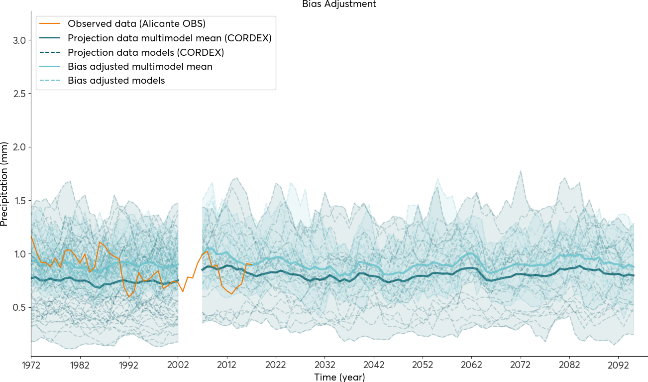 Bias Adjustment
Observed data (Alicante OBS)
Projection data multimodel mean (CORDEX)
Projection data models (CORDEX)
Bias adjusted multimodel mean
Bias adjusted models
Precipitation (mm)
3.0
2.5
2.0
1.5
1.0
0.5
1972 1982 1992 2002 2012 2022 2032 2042 2052 2062 2072 2082 2092
Time (year)